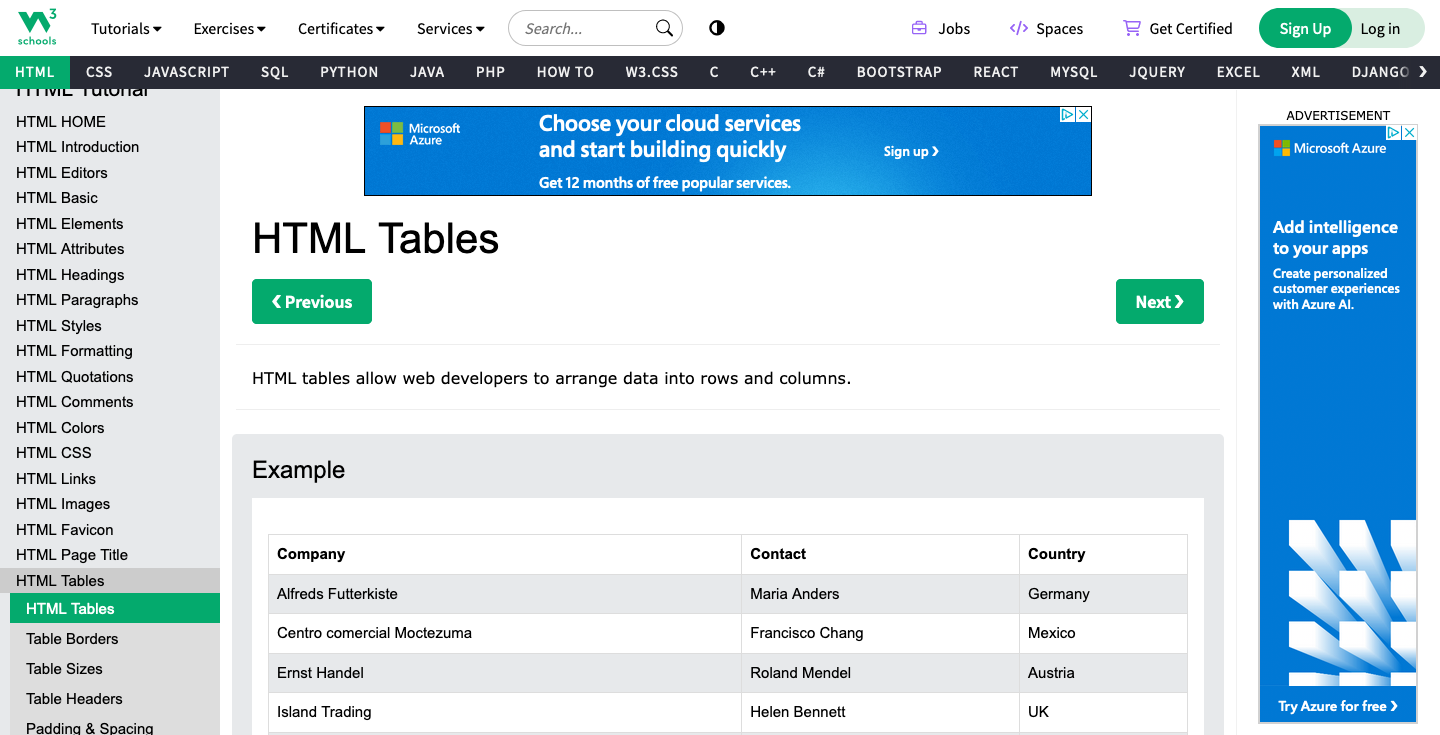 W3
schools
Tutorials
Exercises
Certificates
Services
Search...
Jobs
Spaces
Get Certified
Sign Up
Log in
HTML CSS JAVASCRIPT SQL PYTHON JAVA PHP HOW TO W3.CSS C C++ C# BOOTSTRAP REACT MYSQL JQUERY EXCEL XML DJANGO
HTML Tutorial
HTML HOME
HTML Introduction
HTML Editors
HTML Basic
HTML Elements
HTML Attributes
HTML Headings
HTML Paragraphs
HTML Styles
HTML Formatting
HTML Quotations
HTML Comments
HTML Colors
HTML CSS
HTML Links
HTML Images
HTML Favicon
HTML Page Title
HTML Tables
HTML Tables
Table Borders
Table Sizes
Table Headers
Padding & Spacing
Microsoft
Azure
Choose your cloud services
and start building quickly
Get 12 months of free popular services.
Sign up ❯
HTML Tables
❮ Previous
Next ❯
HTML tables allow web developers to arrange data into rows and columns.
Example
Company Contact Country
Alfreds Futterkiste Maria Anders Germany
Centro comercial Moctezuma Francisco Chang Mexico
Ernst Handel Roland Mendel Austria
Island Trading Helen Bennett UK
ADVERTISEMENT
Microsoft Azure
Add intelligence
to your apps
Create personalized
customer experiences
with Azure AI.
Try Azure for free ❯